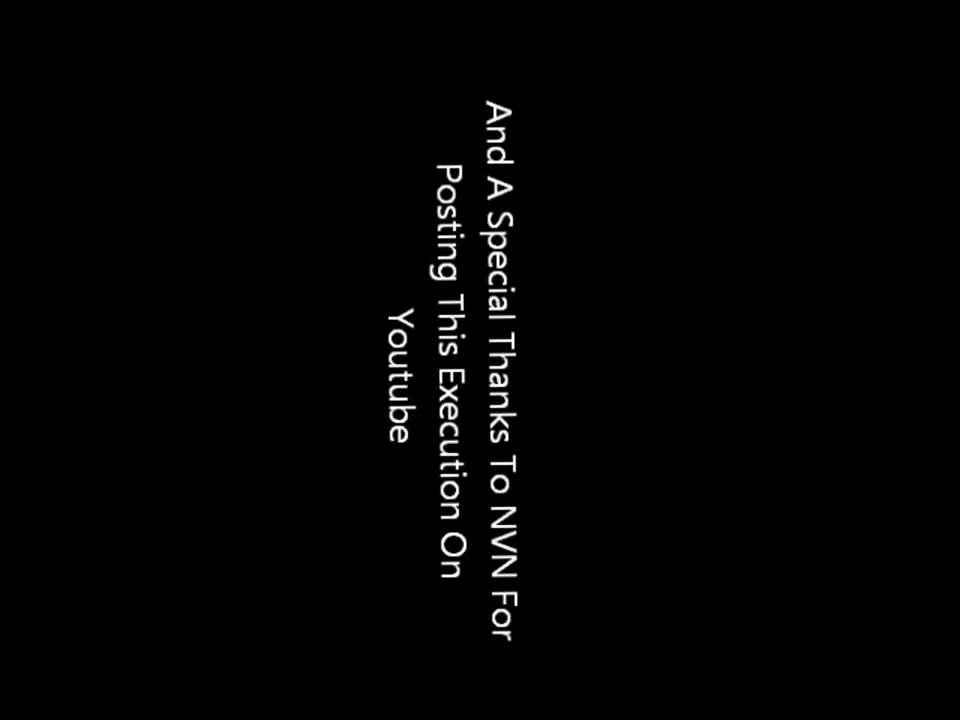 And A Special Thanks To NVN For
Posting This Execution On
Youtube